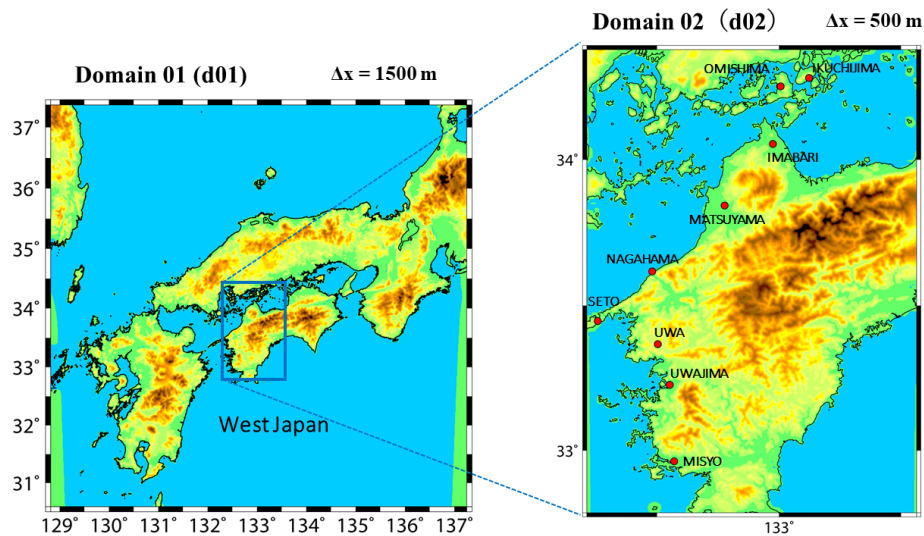 Domain 01 (d01)
Δx = 1500 m
37°
36°
35°
34°
33°
32°
31°
129°
130°
132°
132°
133°
134°
135°
136°
137°
West Japan
Domain 02（d02）
Δx = 500 m
OMISHIMA
IKUCHIJIMA
34°
IMABARI
MATSUYAMA
NAGAHAMA
SETO
UWA
UWAJIMA
33°
MISYO
133°